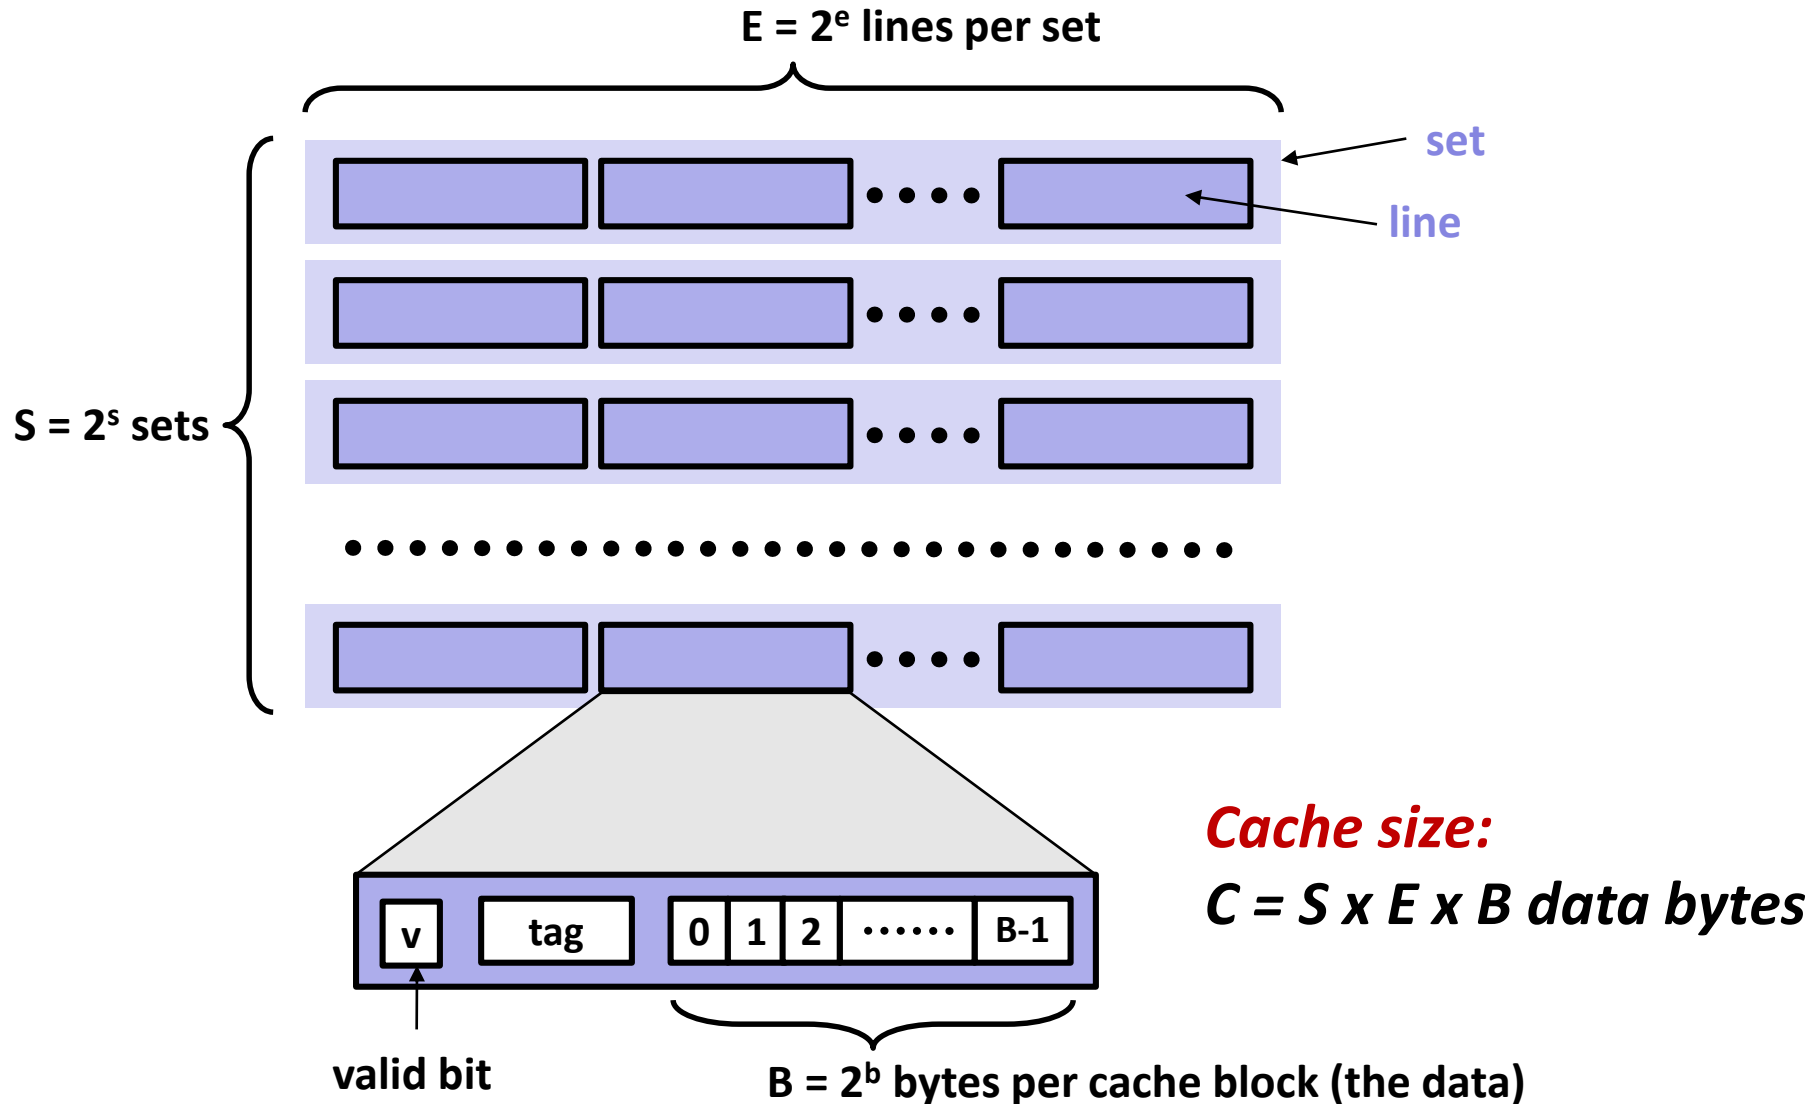 E = 2ᵉ lines per set
set
line
S = 2ˢ sets
Cache size:
C = S x E x B data bytes
v
tag
0 1 2 ...... B-1
valid bit
B = 2ᵇ bytes per cache block (the data)